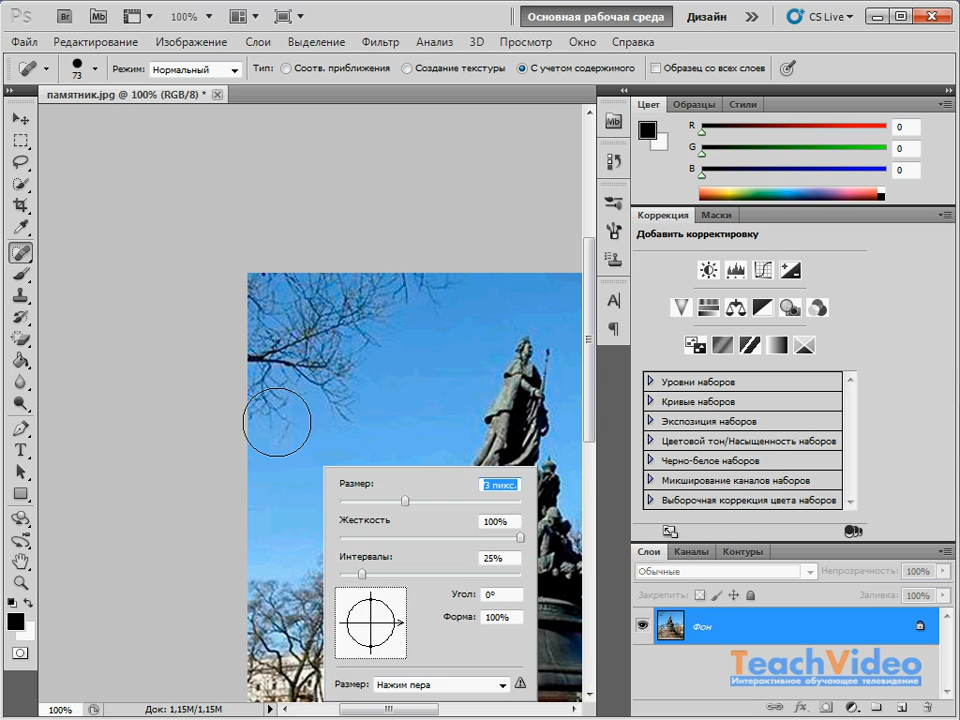 Ps Br Mb 100% Основная рабочая среда Дизайн CS Live
Файл Редактирование Изображение Слои Выделение Фильтр Анализ 3D Просмотр Окно Справка
73 Режим: Нормальный Тип: Соотв. приближения Создание текстуры С учетом содержимого Образец со всех слоев
памятник.jpg @ 100% (RGB/8) *
Mb
Цвет Образцы Стили
R 0
G 0
B 0
Коррекция Маски
Добавить корректировку
Уровни наборов
Кривые наборов
Экспозиция наборов
Цветовой тон/Насыщенность наборов
Черно-белое наборов
Микширование каналов наборов
Выборочная коррекция цвета наборов
Размер: 3 пикс.
Жесткость 100%
Интервалы: 25%
Угол: 0º
Форма: 100%
Размер: Нажим пера
Слои Каналы Контуры
Обычные Непрозрачность: 100%
Закрепить: Заливка: 100%
Фон
TeachVideo
Интерактивное обучающее телевидение
100% Док: 1,15M/1,15M